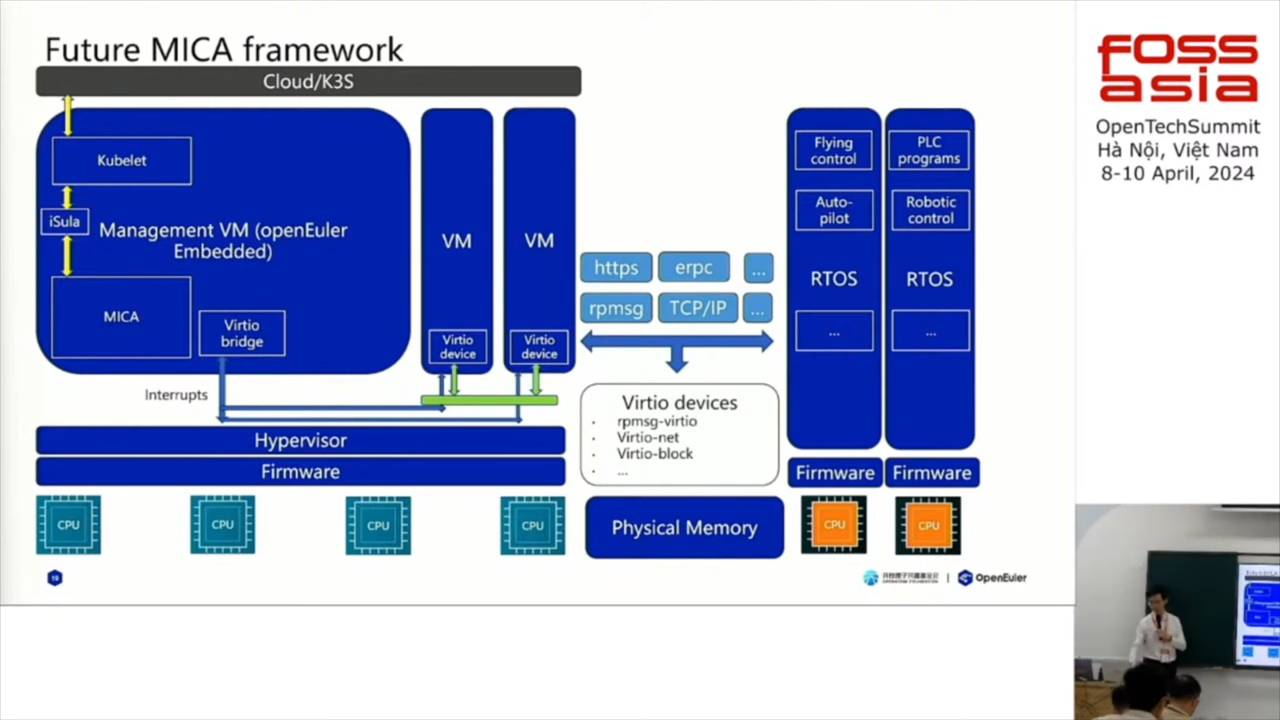 Future MICA framework
Cloud/K3S
Kubelet
iSula
Management VM (openEuler
Embedded)
MICA
Virtio
bridge
VM
VM
Virtio
device
Virtio
device
Interrupts
Hypervisor
Firmware
CPU
CPU
CPU
CPU
https
erpc
...
rpmsg
TCP/IP
...
Virtio devices
· rpmsg-virtio
· Virtio-net
· Virtio-block
· ...
Physical Memory
Flying
control
Auto-
pilot
RTOS
...
PLC
programs
Robotic
control
RTOS
...
Firmware
Firmware
CPU
CPU
19
OpenEuler
FOSS
asia
OpenTechSummit
Hà Nội, Việt Nam
8-10 April, 2024